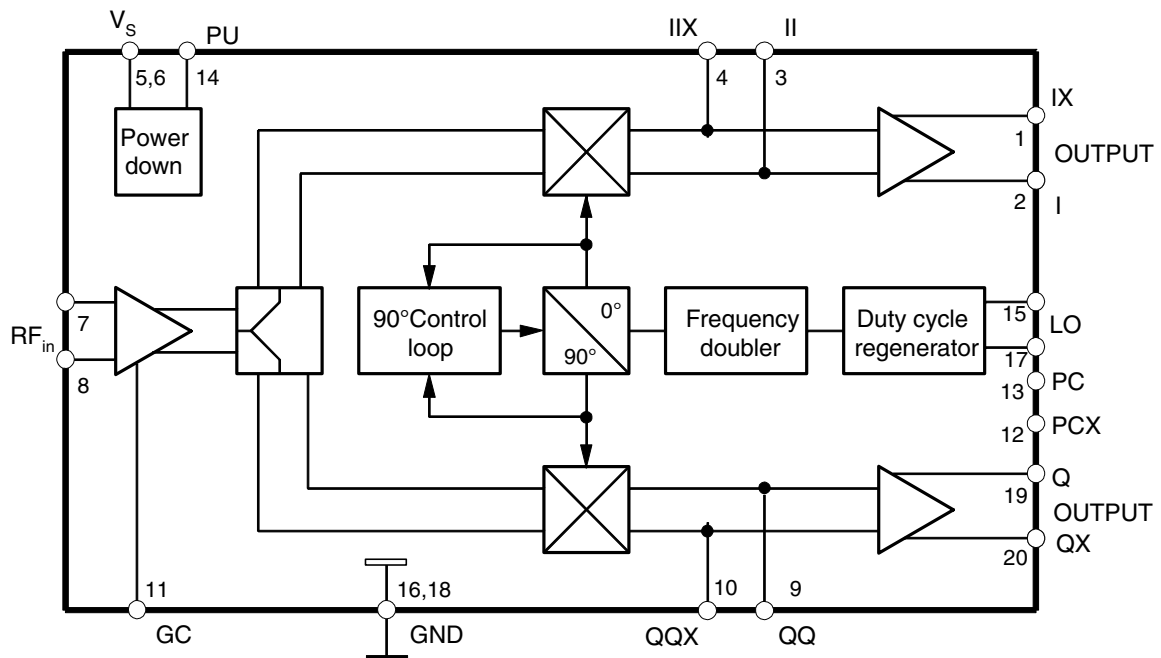 VS PU IIX II
5,6 14 4 3
IX
Power
down
1
OUTPUT
2 I
90°Control
loop
0°
90°
Frequency
doubler
Duty cycle
regenerator
15
LO
17
7
RFin
8
13 PC
12 PCX
Q
19
OUTPUT
QX
20
11 16,18 10 9
GC GND QQX QQ